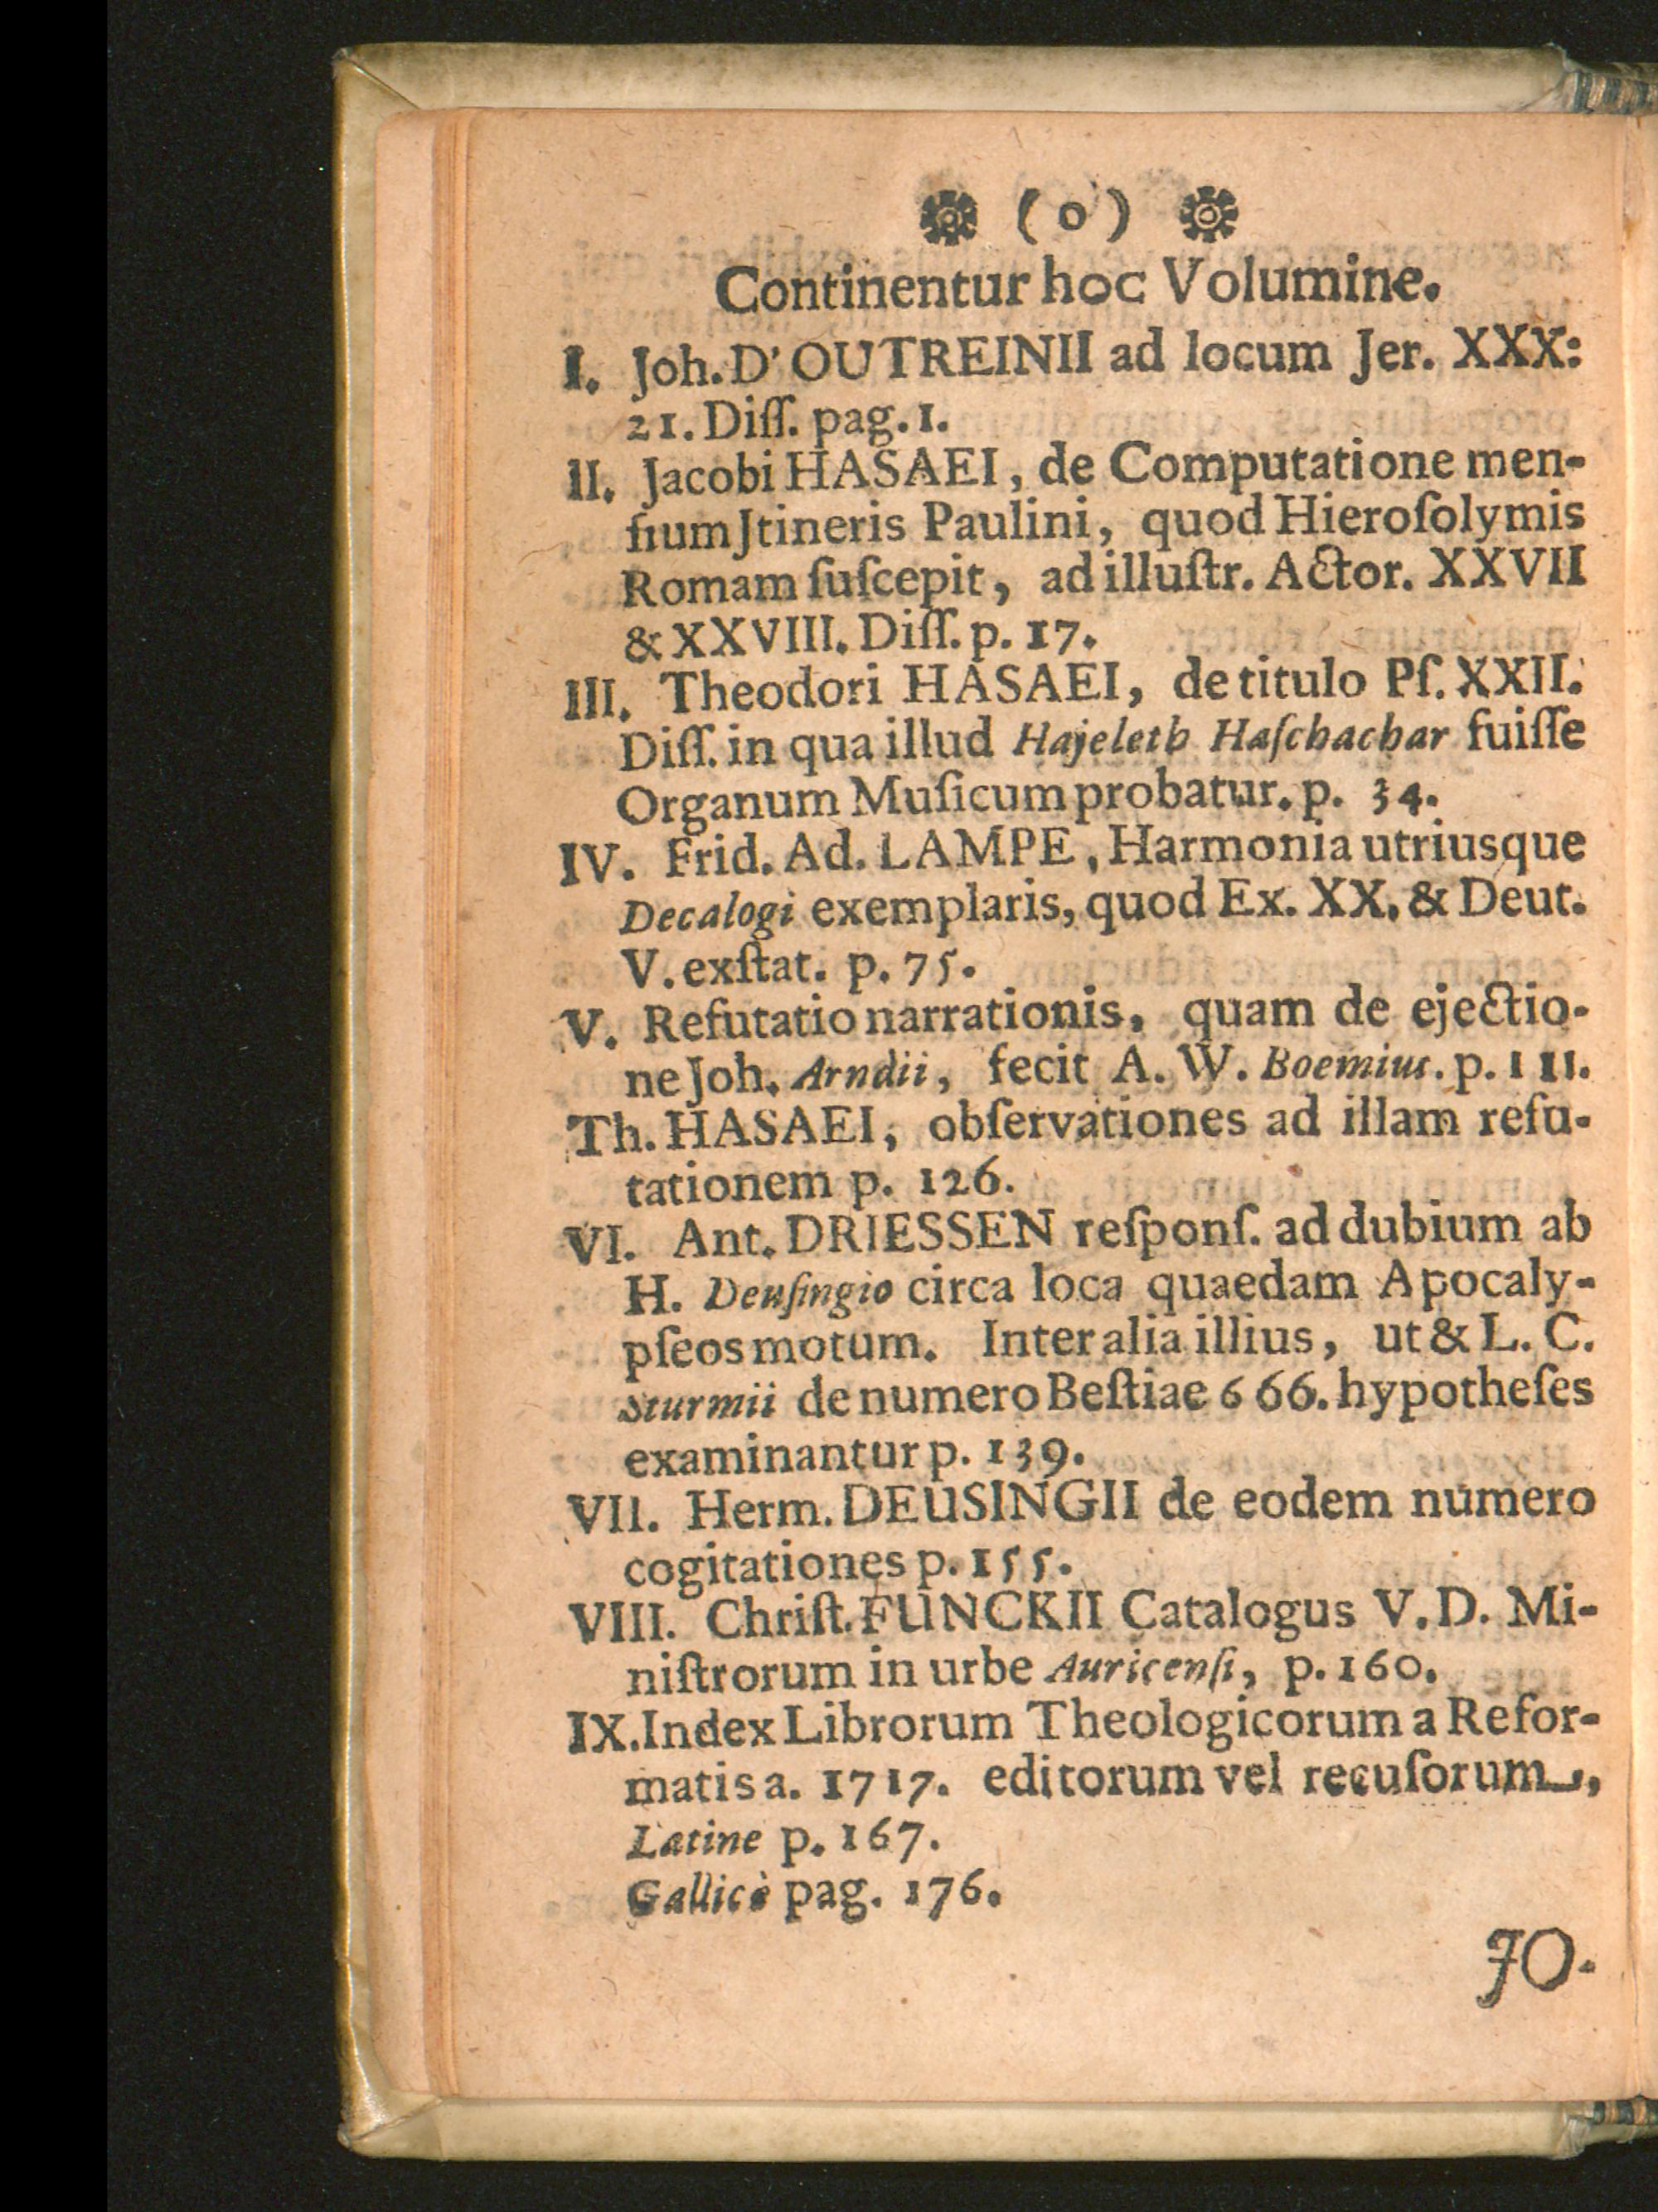 ( o )
Continentur hoc Volumine.
I. Joh. D' OUTREINII ad locum Jer. XXX:
21. Diſſ. pag. 1.
II. Jacobi HASAEI, de Computatione men-
ſium Jtineris Paulini, quod Hieroſolymis
Romam ſuſcepit, ad illuſtr. Actor. XXVII
& XXVIII. Diſſ. p. 17.
III. Theodori HASAEI, de titulo Pſ. XXII.
Diſſ. in qua illud Hajeleth Haſchachar fuiſſe
Organum Muſicum probatur. p. 34.
IV. Frid. Ad. LAMPE, Harmonia utriusque
Decalogi exemplaris, quod Ex. XX. & Deut.
V. exſtat. p. 75.
V. Refutatio narrationis, quam de ejectio-
ne Joh. Arndii, fecit A. W. Boemius. p. 111.
Th. HASAEI, obſervationes ad illam refu-
tationem p. 126.
VI. Ant. DRIESSEN reſponſ. ad dubium ab
H. Deuſingio circa loca quaedam Apocaly-
pſeos motum. Inter alia illius, ut & L. C.
Sturmii de numero Beſtiae 666. hypotheſes
examinantur p. 139.
VII. Herm. DEUSINGII de eodem numero
cogitationes p. 155.
VIII. Chriſt. FUNCKII Catalogus V. D. Mi-
niſtrorum in urbe Auricenſi, p. 160.
IX. Index Librorum Theologicorum a Refor-
matis a. 1717. editorum vel recuſorum,
Latine p. 167.
Gallicè pag. 176.
JO-